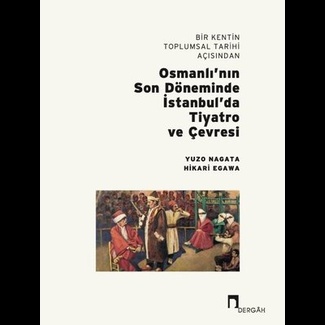 BİR KENTİN
TOPLUMSAL TARİHİ
AÇISINDAN
Osmanlı'nın
Son Döneminde
İstanbul'da
Tiyatro
ve Çevresi
YUZO NAGATA
HİKARİ EGAWA
DERGÂH